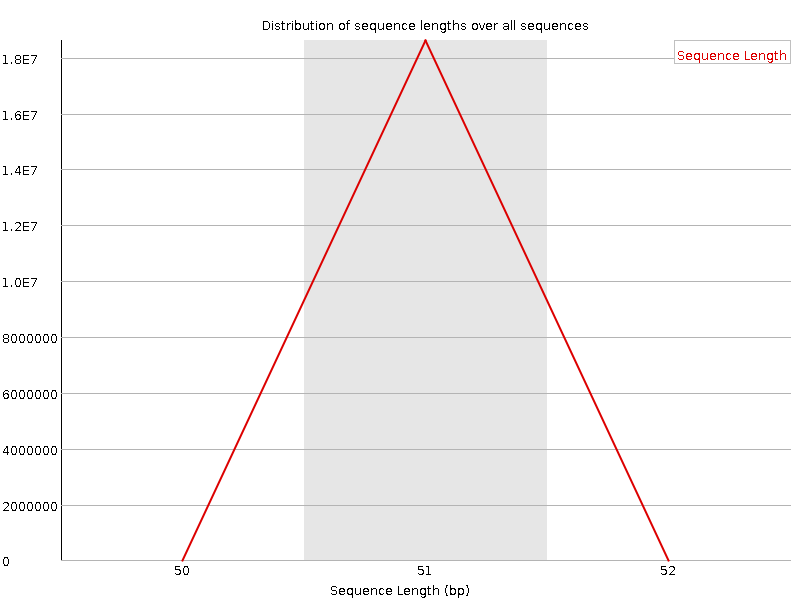 Distribution of sequence lengths over all sequences
Sequence Length
1.8E7
1.6E7
1.4E7
1.2E7
1.0E7
8000000
6000000
4000000
2000000
0
50 51 52
Sequence Length (bp)